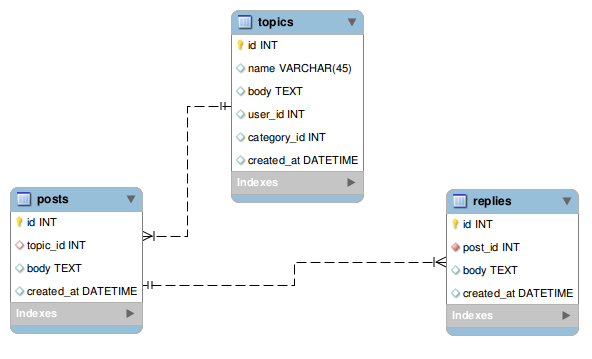 topics
id INT
name VARCHAR(45)
body TEXT
user_id INT
category_id INT
created_at DATETIME
Indexes
posts
id INT
topic_id INT
body TEXT
created_at DATETIME
Indexes
replies
id INT
post_id INT
body TEXT
created_at DATETIME
Indexes